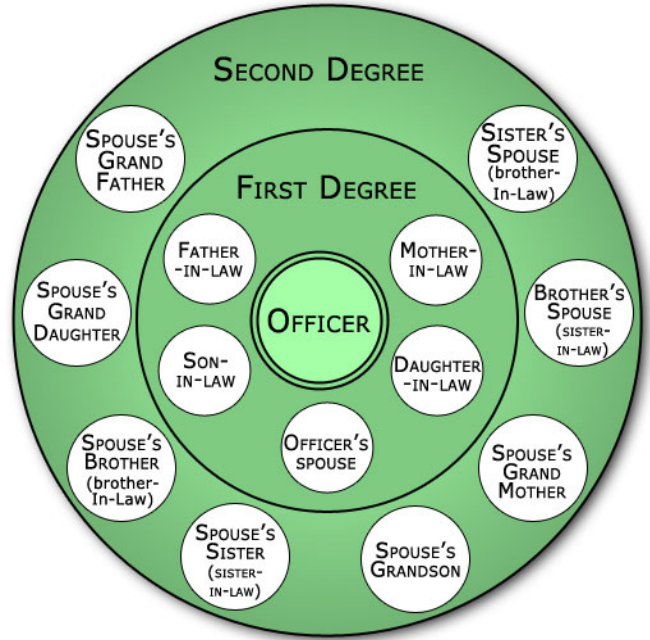 SECOND DEGREE
SPOUSE'S
GRAND
FATHER
SISTER'S
SPOUSE
(brother-
In-Law)
FIRST DEGREE
FATHER
-IN-LAW
MOTHER-
IN-LAW
SPOUSE'S
GRAND
DAUGHTER
OFFICER
BROTHER'S
SPOUSE
(SISTER-
IN-LAW)
SON-
IN-LAW
DAUGHTER
-IN-LAW
SPOUSE'S
BROTHER
(brother-
In-Law)
OFFICER'S
SPOUSE
SPOUSE'S
GRAND
MOTHER
SPOUSE'S
SISTER
(SISTER-
IN-LAW)
SPOUSE'S
GRANDSON